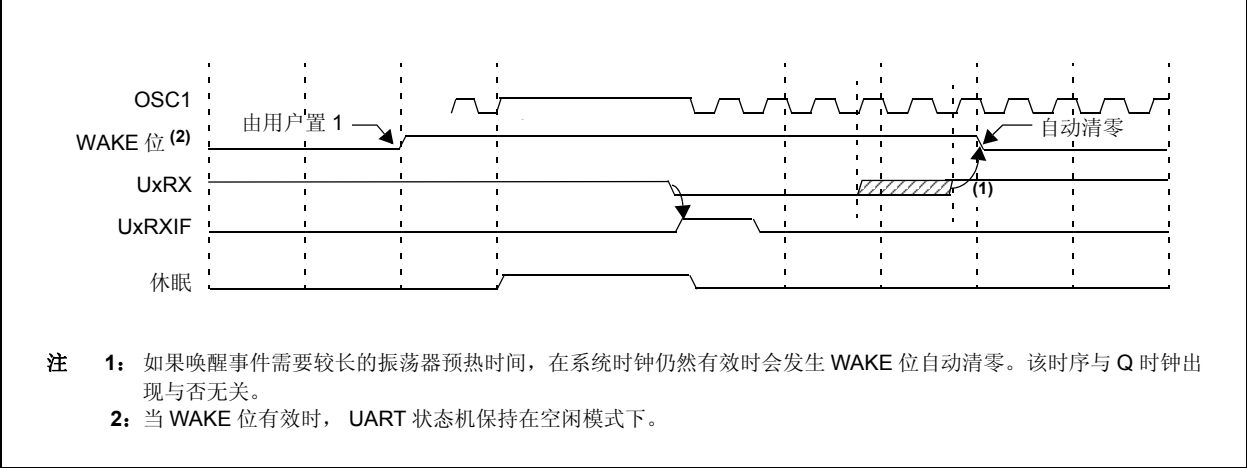 OSC1
由用户置 1
自动清零
WAKE 位 (2)
UxRX
(1)
UxRXIF
休眠
注 1： 如果唤醒事件需要较长的振荡器预热时间，在系统时钟仍然有效时会发生 WAKE 位自动清零。该时序与 Q 时钟出
现与否无关。
2：当 WAKE 位有效时， UART 状态机保持在空闲模式下。